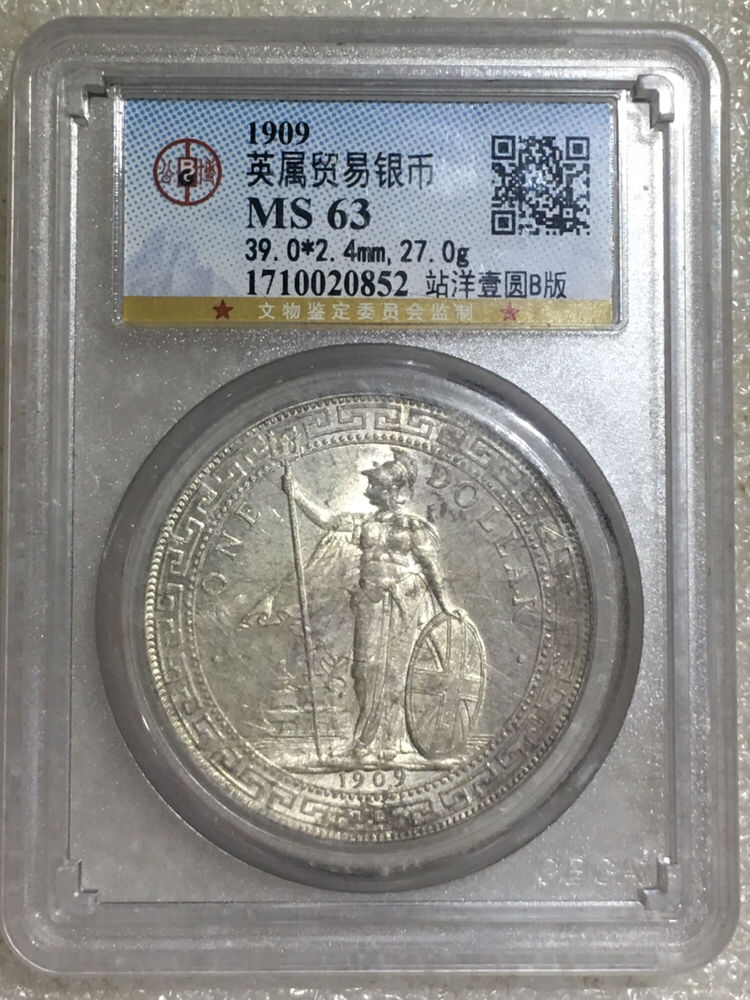 1909
英属贸易银币
MS 63
39.0*2.4mm,27.0g
1710020852 站洋壹圆B版
文物鉴定委员会监制
ONE DOLLAR
1909